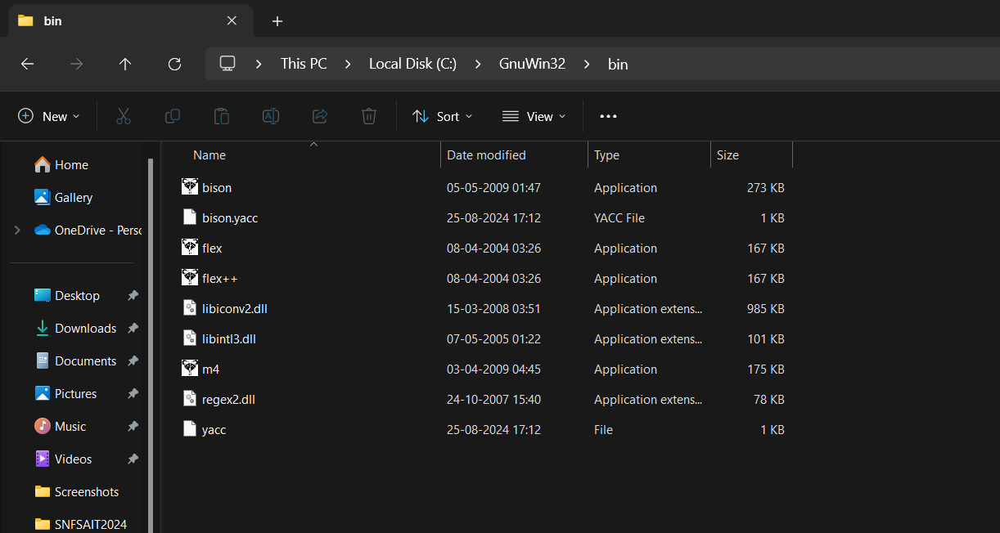 bin
This PC > Local Disk (C:) > GnuWin32 > bin
New Sort View
Name Date modified Type Size
Home
Gallery
OneDrive - Perso
Desktop
Downloads
Documents
Pictures
Music
Videos
Screenshots
SNFSAIT2024
bison 05-05-2009 01:47 Application 273 KB
bison.yacc 25-08-2024 17:12 YACC File 1 KB
flex 08-04-2004 03:26 Application 167 KB
flex++ 08-04-2004 03:26 Application 167 KB
libiconv2.dll 15-03-2008 03:51 Application extens... 985 KB
libintl3.dll 07-05-2005 01:22 Application extens... 101 KB
m4 03-04-2009 04:45 Application 175 KB
regex2.dll 24-10-2007 15:40 Application extens... 78 KB
yacc 25-08-2024 17:12 File 1 KB